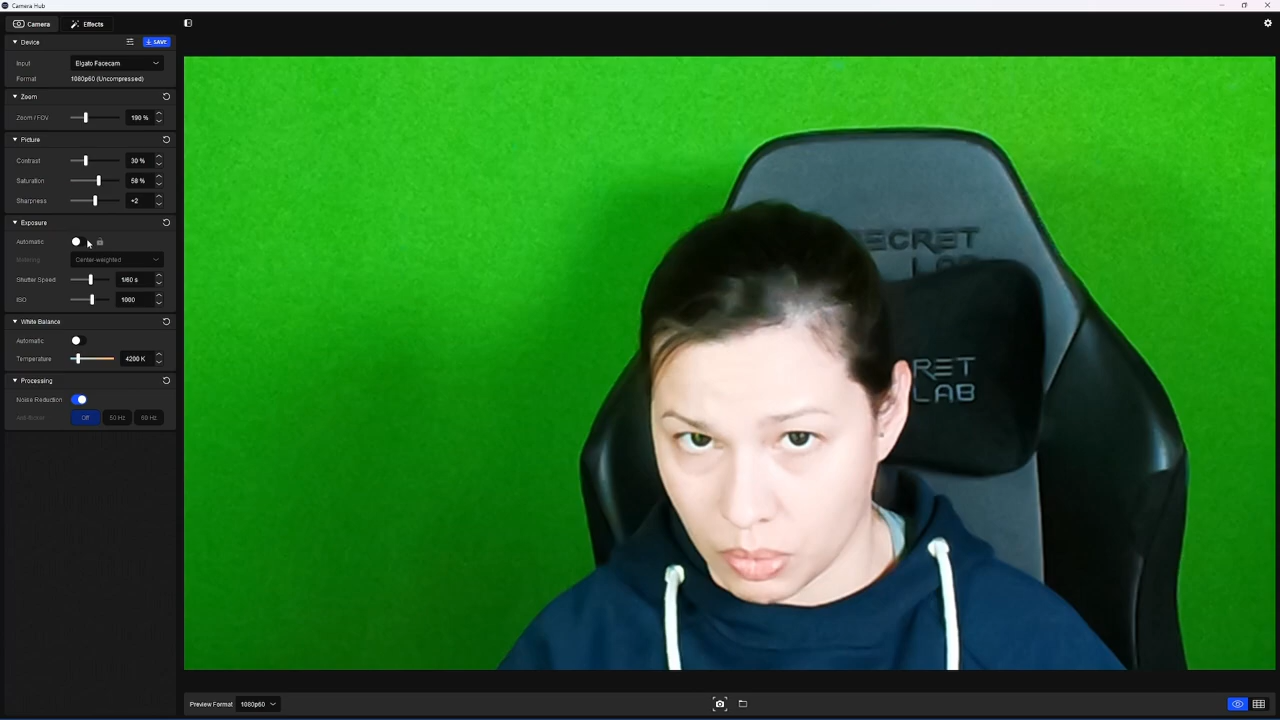 Camera Hub
Camera
Effects
Device
SAVE
Input
Elgato Facecam
Format
1080p60 (Uncompressed)
Zoom
Zoom / FOV
190 %
Picture
Contrast
30 %
Saturation
58 %
Sharpness
+2
Exposure
Automatic
Metering
Center-weighted
Shutter Speed
1/60 s
ISO
1000
White Balance
Automatic
Temperature
4200 K
Processing
Noise Reduction
Anti-flicker
Off
50 Hz
60 Hz
SECRET
LAB
RET
LAB
Preview Format
1080p60